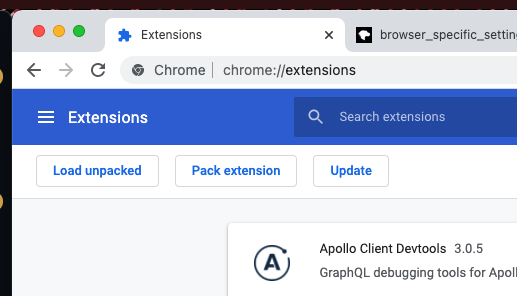 Extensions
browser_specific_setting
Chrome | chrome://extensions
Extensions
Search extensions
Load unpacked
Pack extension
Update
Apollo Client Devtools 3.0.5
GraphQL debugging tools for Apoll